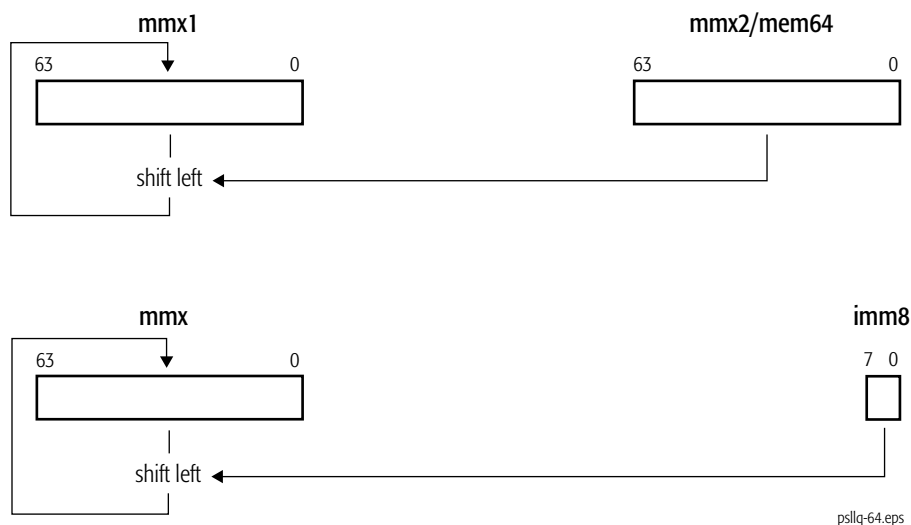 mmx1 mmx2/mem64
63 0 63 0
shift left
mmx imm8
63 0 7 0
shift left
psllq-64.eps